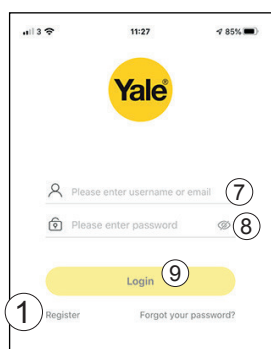 3 11:27 85%
Yale®
Please enter username or email 7
Please enter password 8
Login 9
1 Register Forgot your password?